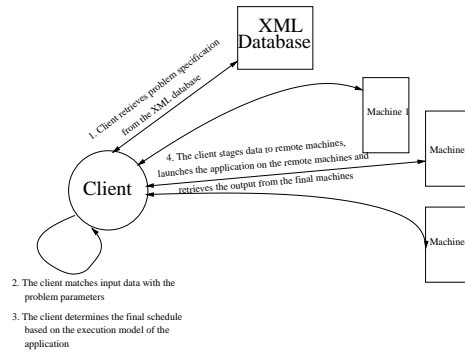 XML
Database
1. Client retrieves problem specification
from the XML database
Machine 1
4. The client stages data to remote machines,
launches the application on the remote machines and
retrieves the output from the final machines
Machine
Client
Machine
2. The client matches input data with the
problem parameters
3. The client determines the final schedule
based on the execution model of the
application